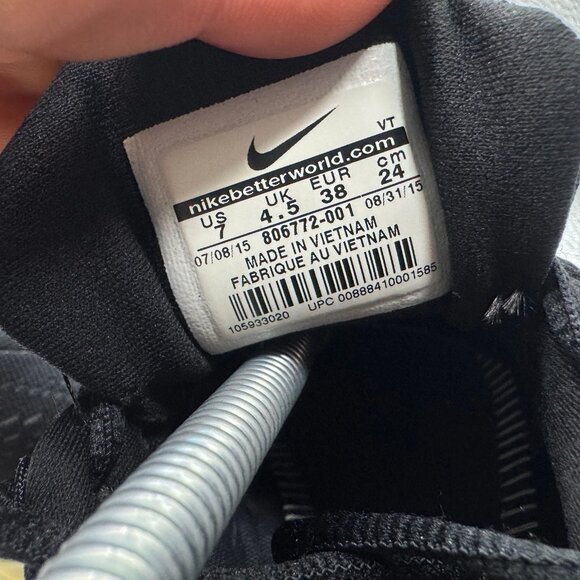 VT
nikebetterworld.com
US UK EUR cm
7 4.5 38 24
07/08/15 806772-001 08/31/15
MADE IN VIETNAM
FABRIQUE AU VIETNAM
105933020 UPC 00888410001585